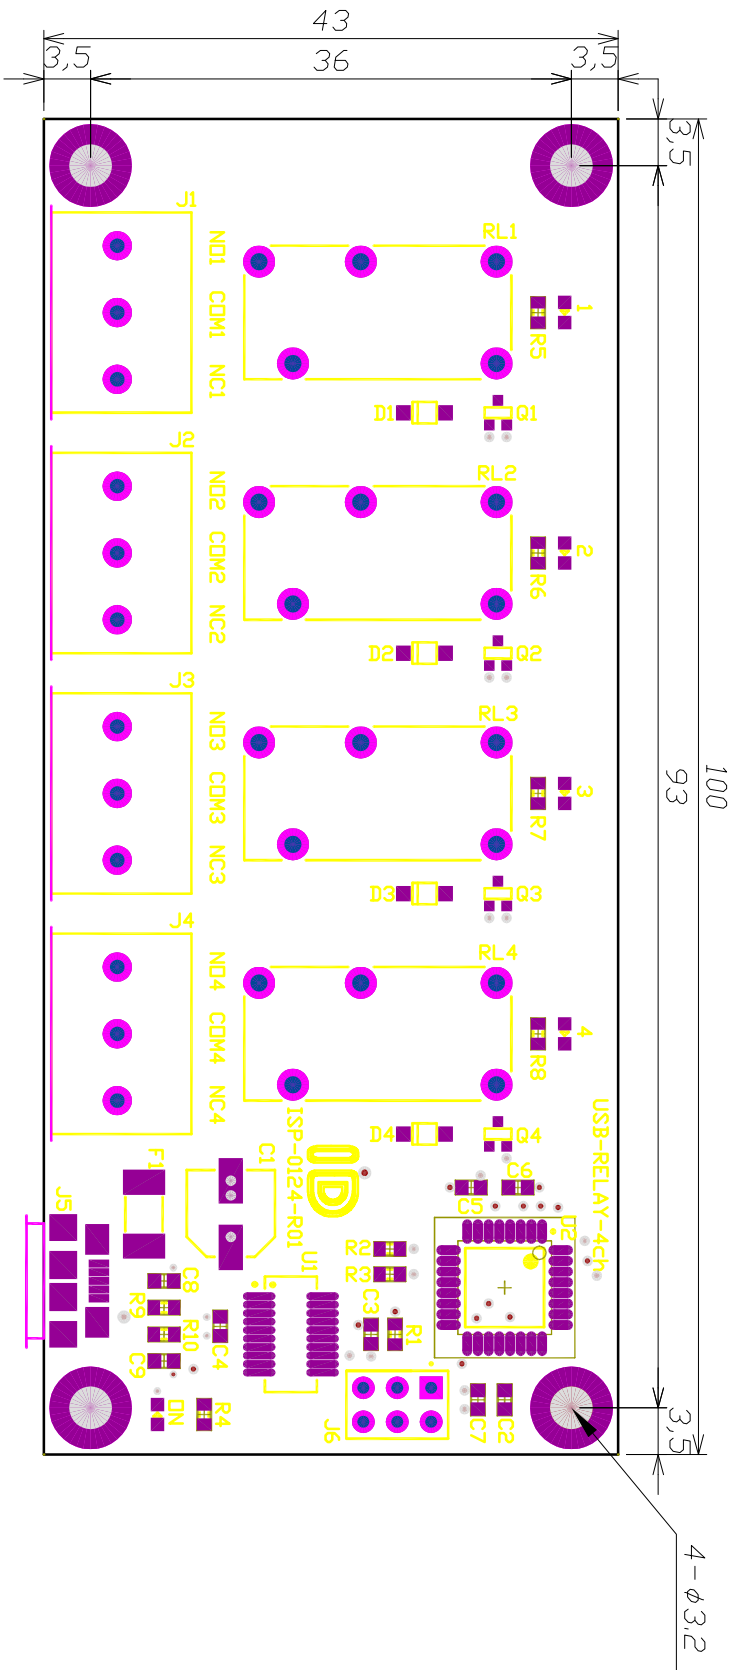 43
3,5
36
3,5
3,5
J1
NO1
COM1
NC1
RL1
1
R5
D1
Q1
J2
NO2
COM2
NC2
RL2
2
R6
D2
Q2
J3
NO3
COM3
NC3
RL3
3
R7
D3
Q3
100
93
J4
NO4
COM4
NC4
RL4
4
R8
D4
Q4
USB-RELAY-4ch
ISP-0124-R01
F1
C1
C6
C5
J5
U2
R2
R3
U1
C8
R9
R10
C9
C4
C3
R1
ON
R4
J6
C7
C2
3,5
4-ϕ3,2